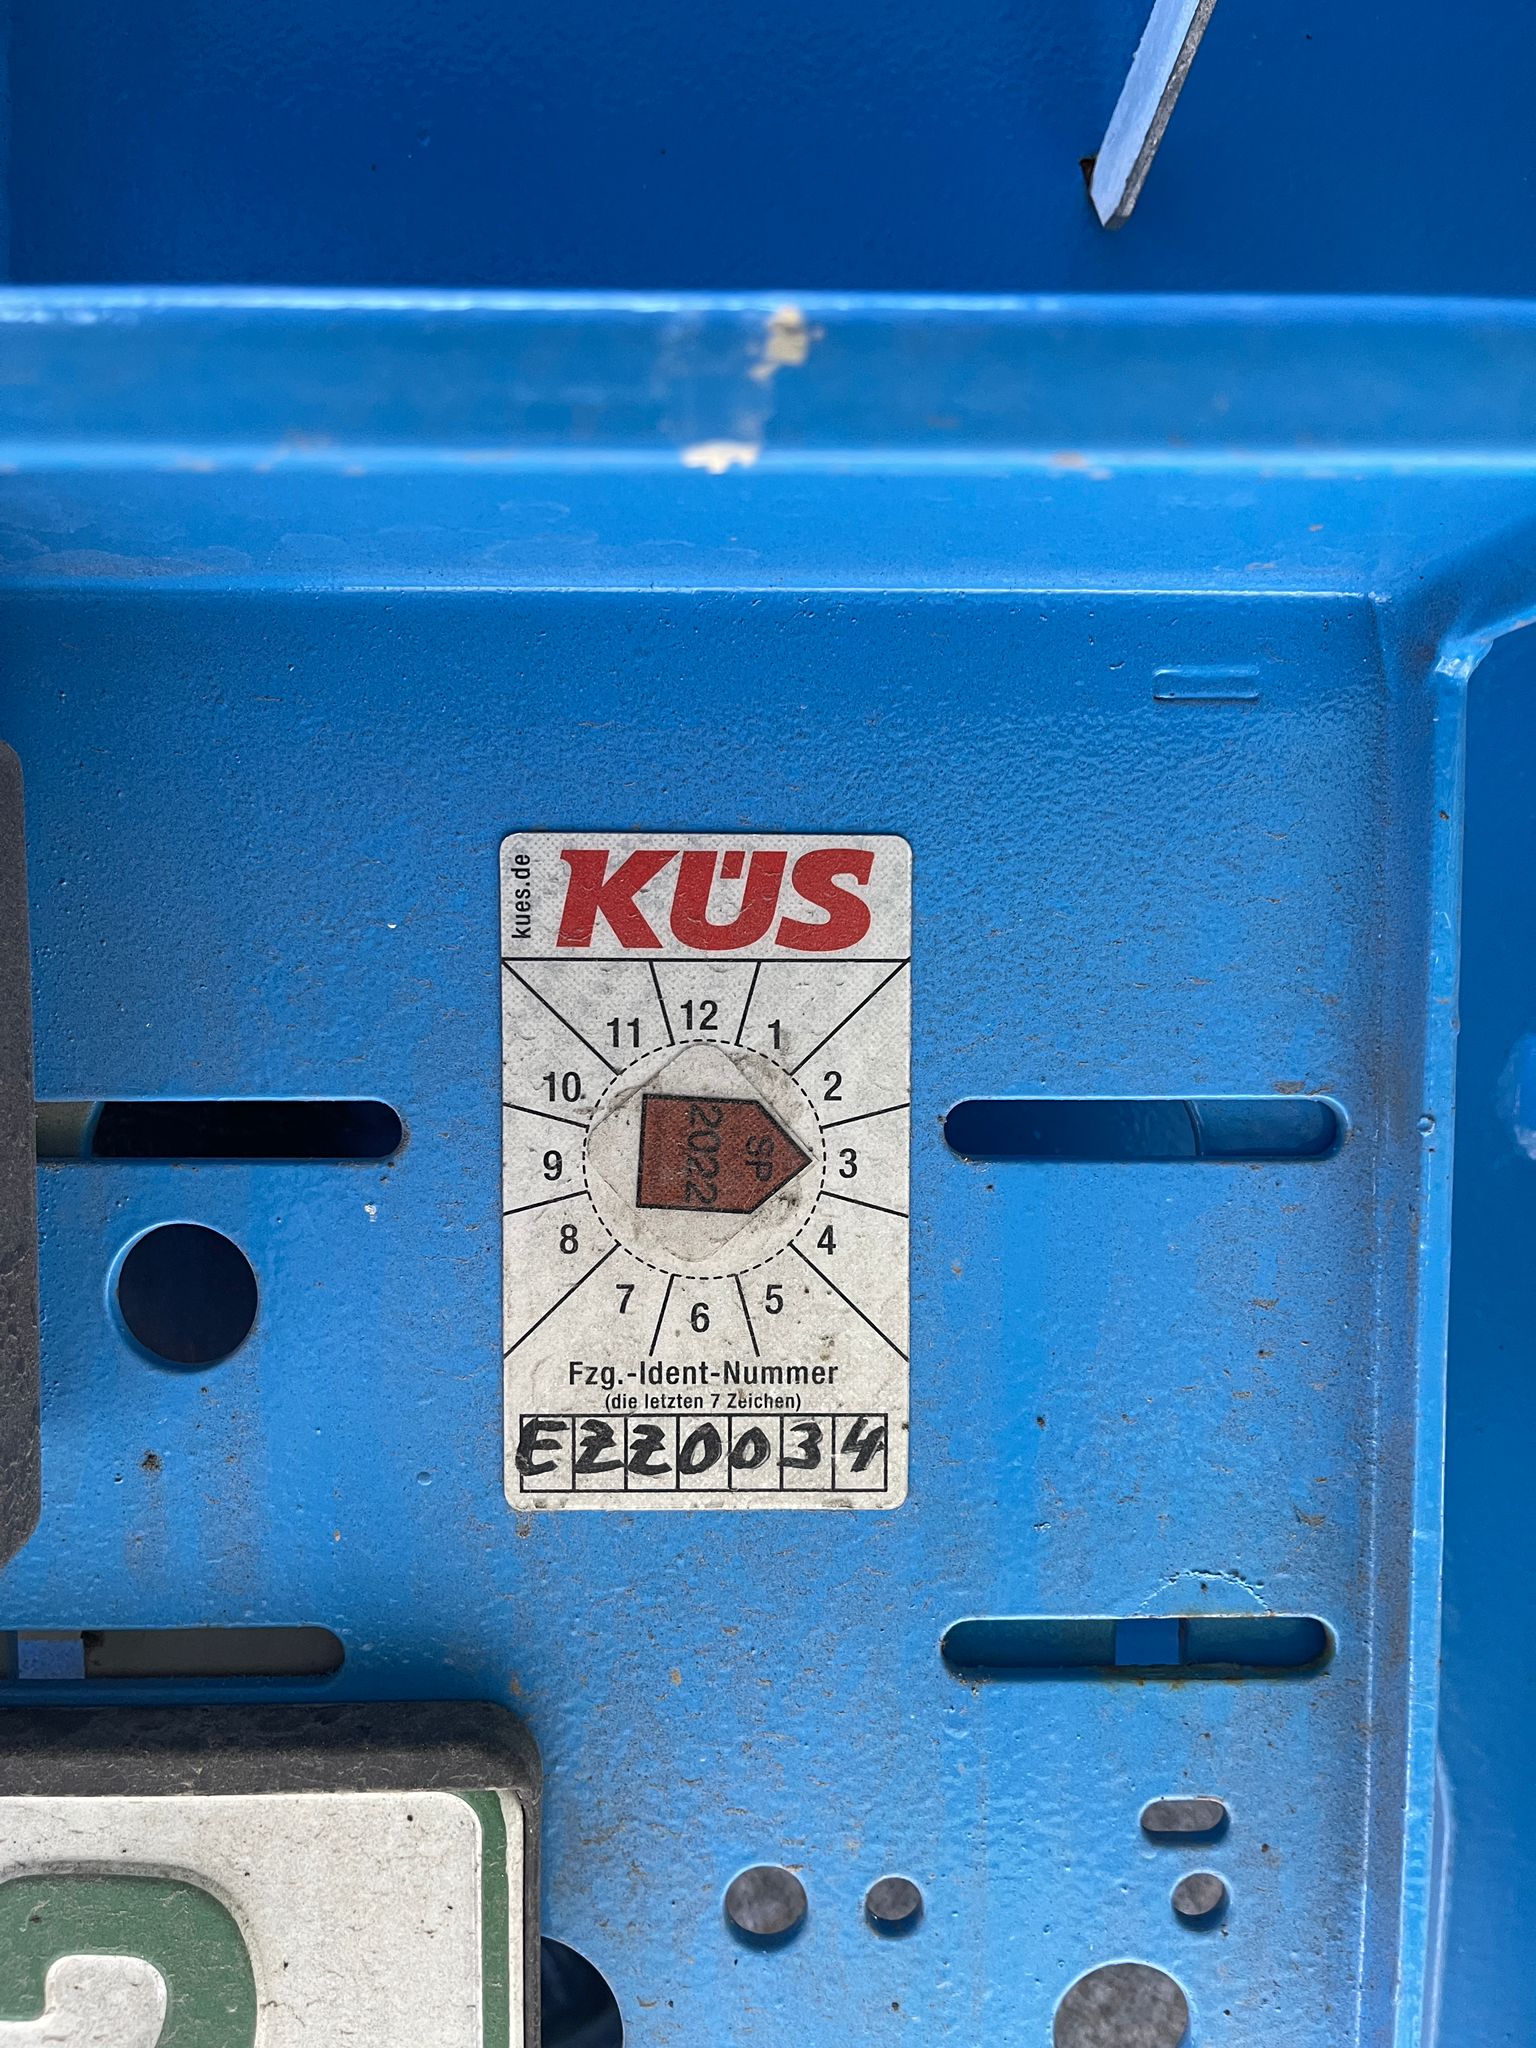 kues.de
KÜS
12
11
1
10
2
9
3
8
4
7
5
6
SP
2022
Fzg.-Ident-Nummer
(die letzten 7 Zeichen)
EZZ0034